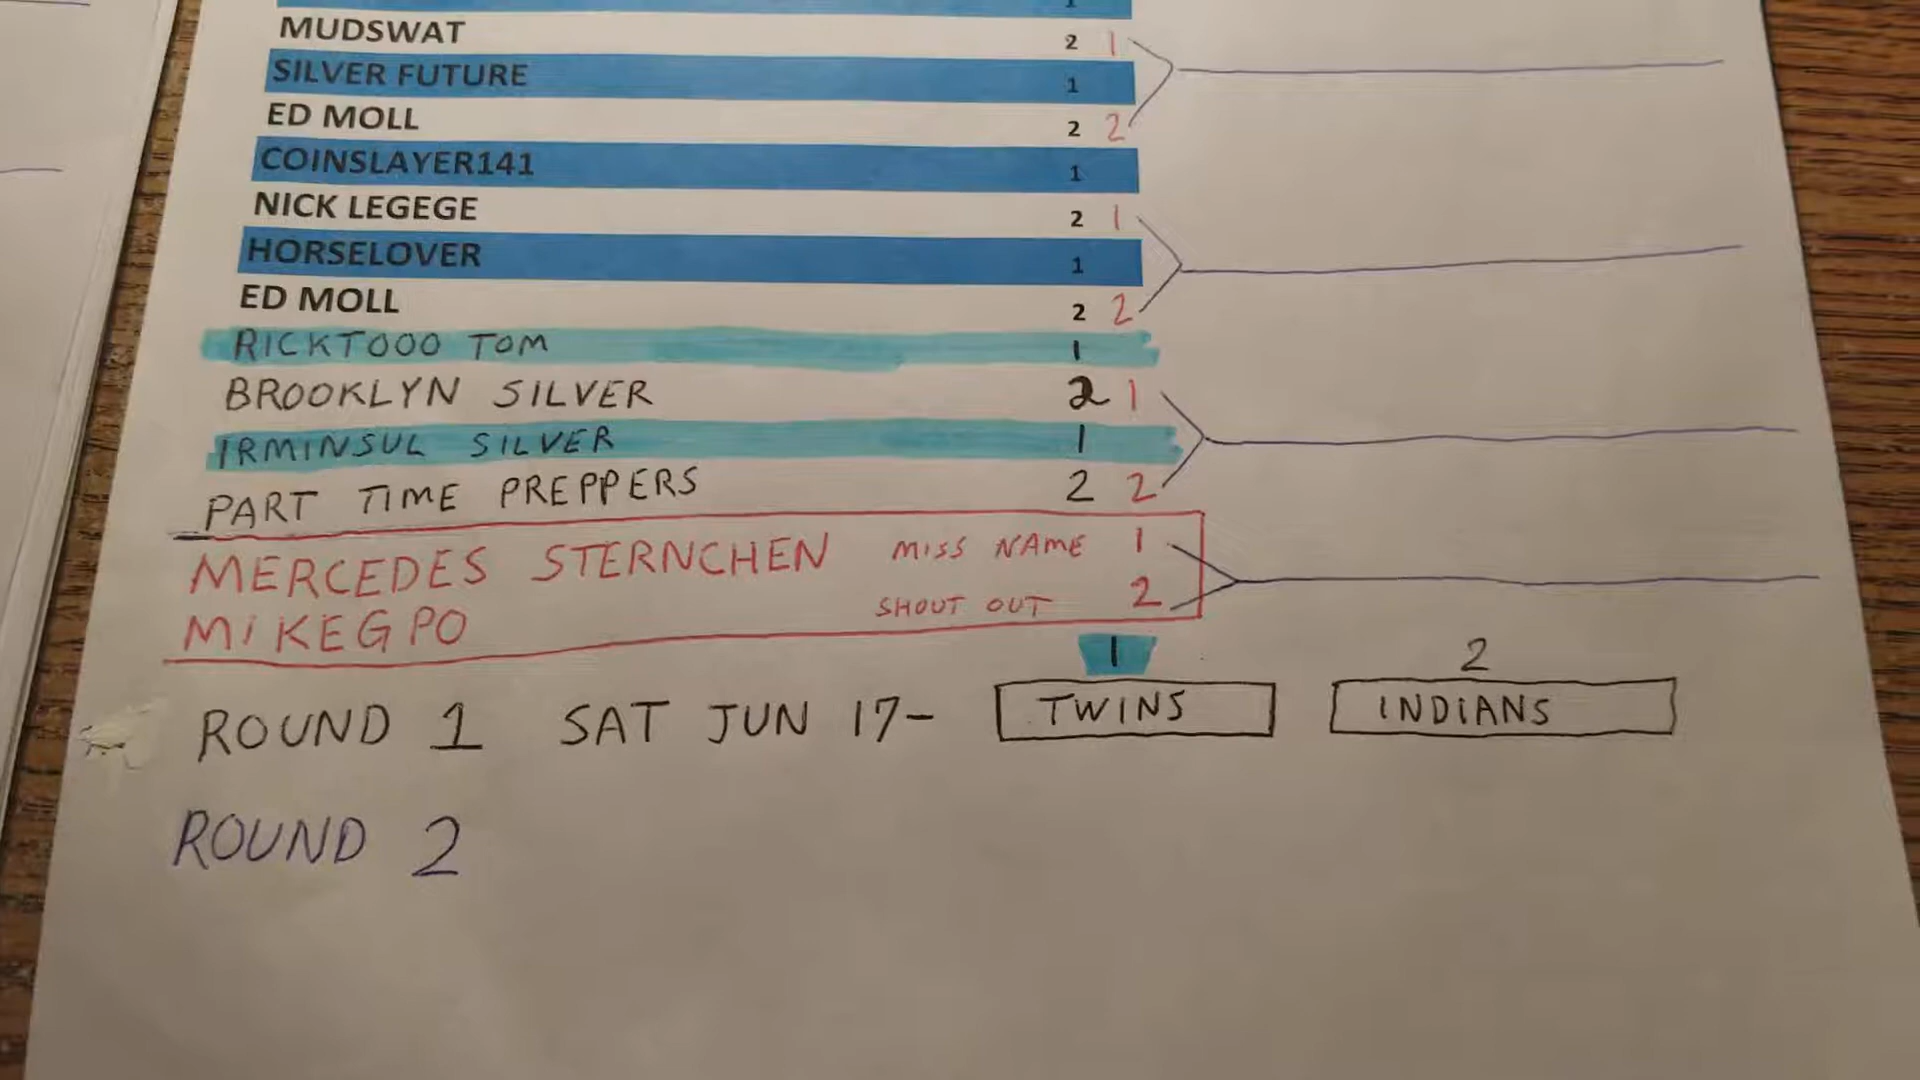 1
MUDSWAT 2 1
SILVER FUTURE 1
ED MOLL 2 2
COINSLAYER141 1
NICK LEGEGE 2 1
HORSELOVER 1
ED MOLL 2 2
RICKTOOO TOM 1
BROOKLYN SILVER 2 1
IRMINSUL SILVER 1
PART TIME PREPPERS 2 2
MERCEDES STERNCHEN MISS NAME 1
MIKEGPO SHOUT OUT 2
1 2
ROUND 1 SAT JUN 17- TWINS INDIANS
ROUND 2